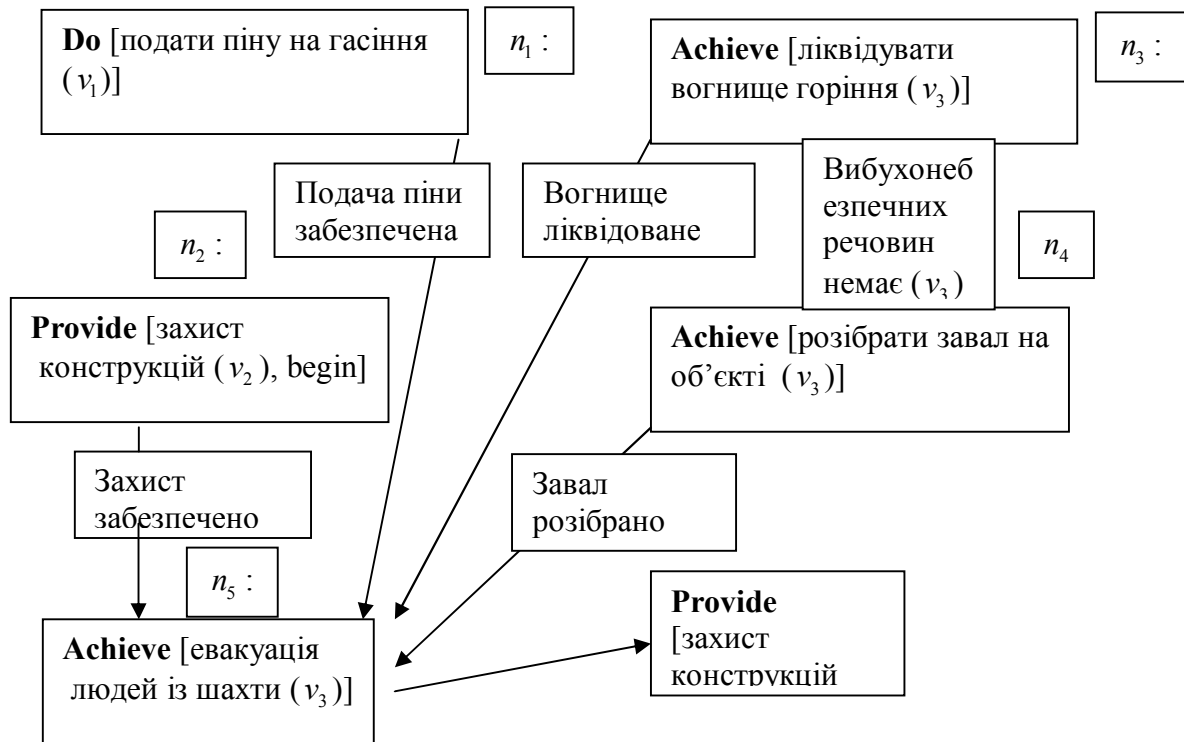 Do [подати піну на гасіння
(v₁)]
n₁ :
Achieve [ліквідувати
вогнище горіння (v₃)]
n₃ :
Подача піни
забезпечена
Вогнище
ліквідоване
Вибухонеб
езпечних
речовин
немає (v₃)
n₂ :
n₄
Provide [захист
конструкцій (v₂), begin]
Achieve [розібрати завал на
об’єкті (v₃)]
Захист
забезпечено
Завал
розібрано
n₅ :
Achieve [евакуація
людей із шахти (v₃)]
Provide
[захист
конструкцій